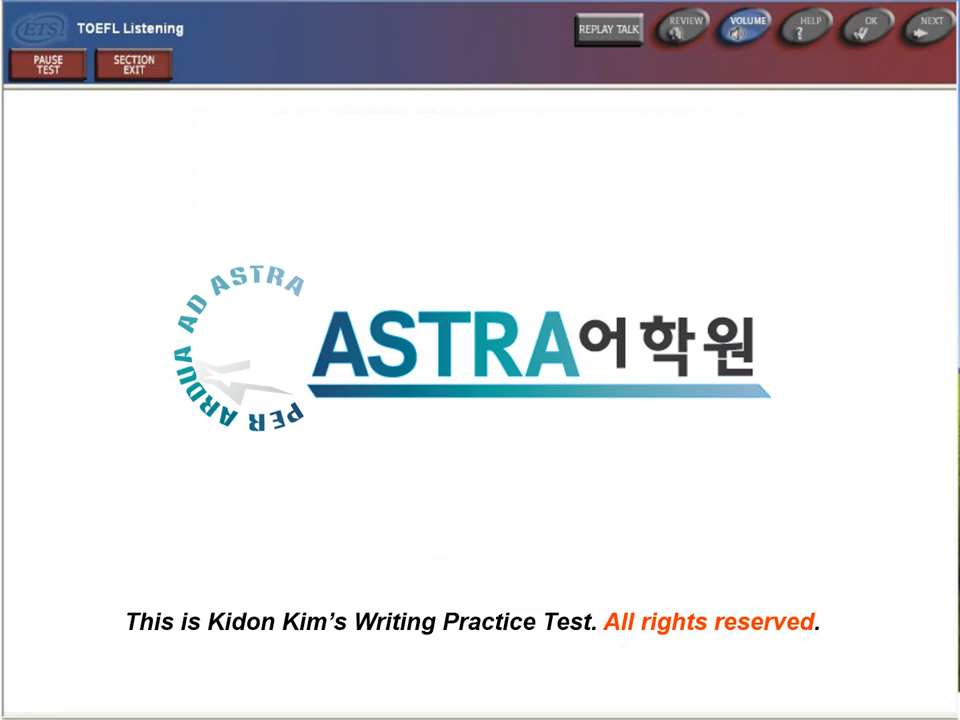 ETS TOEFL Listening
REPLAY TALK
REVIEW
VOLUME
HELP
?
OK
NEXT
PAUSE
TEST
SECTION
EXIT
PER ARDUA AD ASTRA
ASTRA어학원
This is Kidon Kim's Writing Practice Test. All rights reserved.